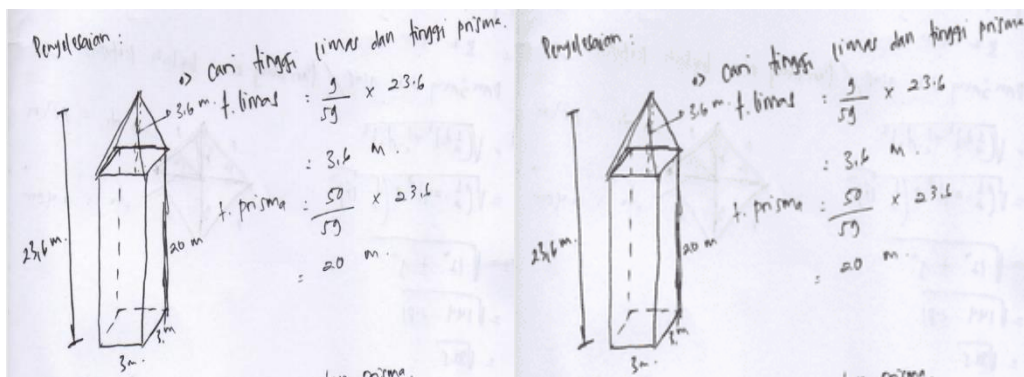 Penyelesaian :
=> Cari tinggi limas dan tinggi prisma.
t. limas = 9/59 × 23.6
= 3,6 m.
t. prisma = 50/59 × 23.6
= 20 m.
3.6 m.
23,6 m.
20 m
3 m
3 m.
Penyelesaian :
=> Cari tinggi limas dan tinggi prisma.
t. limas = 9/59 × 23.6
= 3,6 m.
t. prisma = 50/59 × 23.6
= 20 m.
3.6 m.
23,6 m.
20 m
3 m
3 m.